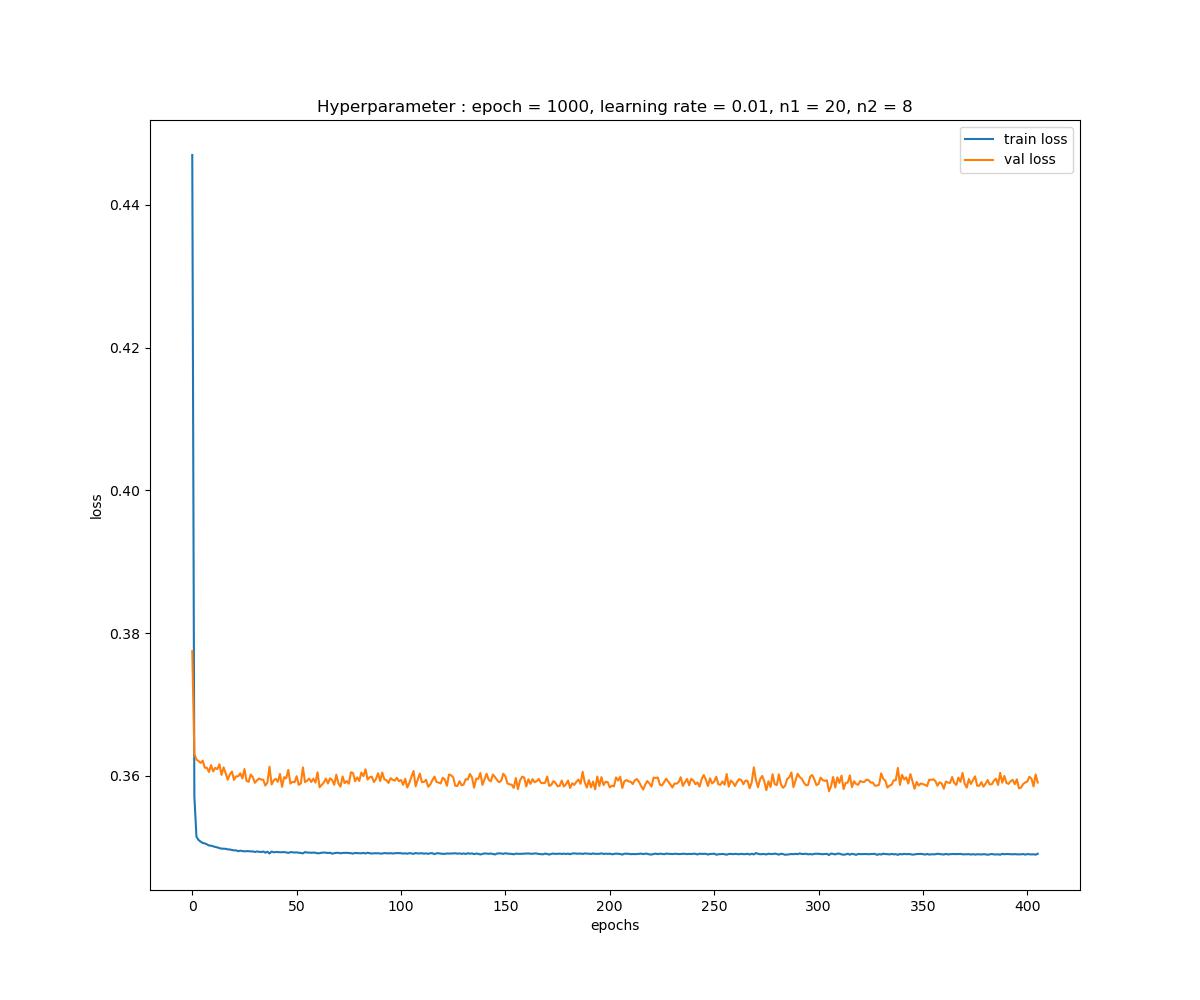 Hyperparameter : epoch = 1000, learning rate = 0.01, n1 = 20, n2 = 8
train loss
val loss
0.44
0.42
0.40
0.38
0.36
loss
0 50 100 150 200 250 300 350 400
epochs